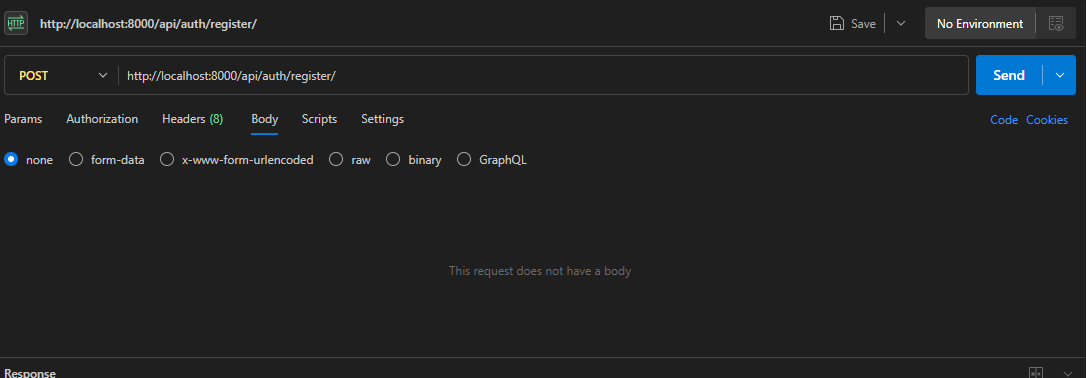 HTTP http://localhost:8000/api/auth/register/ Save No Environment
POST http://localhost:8000/api/auth/register/ Send
Params Authorization Headers (8) Body Scripts Settings Code Cookies
none form-data x-www-form-urlencoded raw binary GraphQL
This request does not have a body
Response